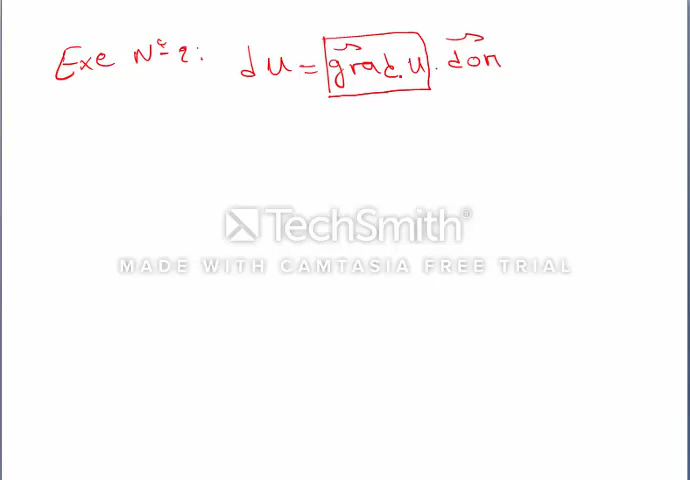 Exe N° 2: dU = grad.U . dOM
TechSmith®
MADE WITH CAMTASIA FREE TRIAL